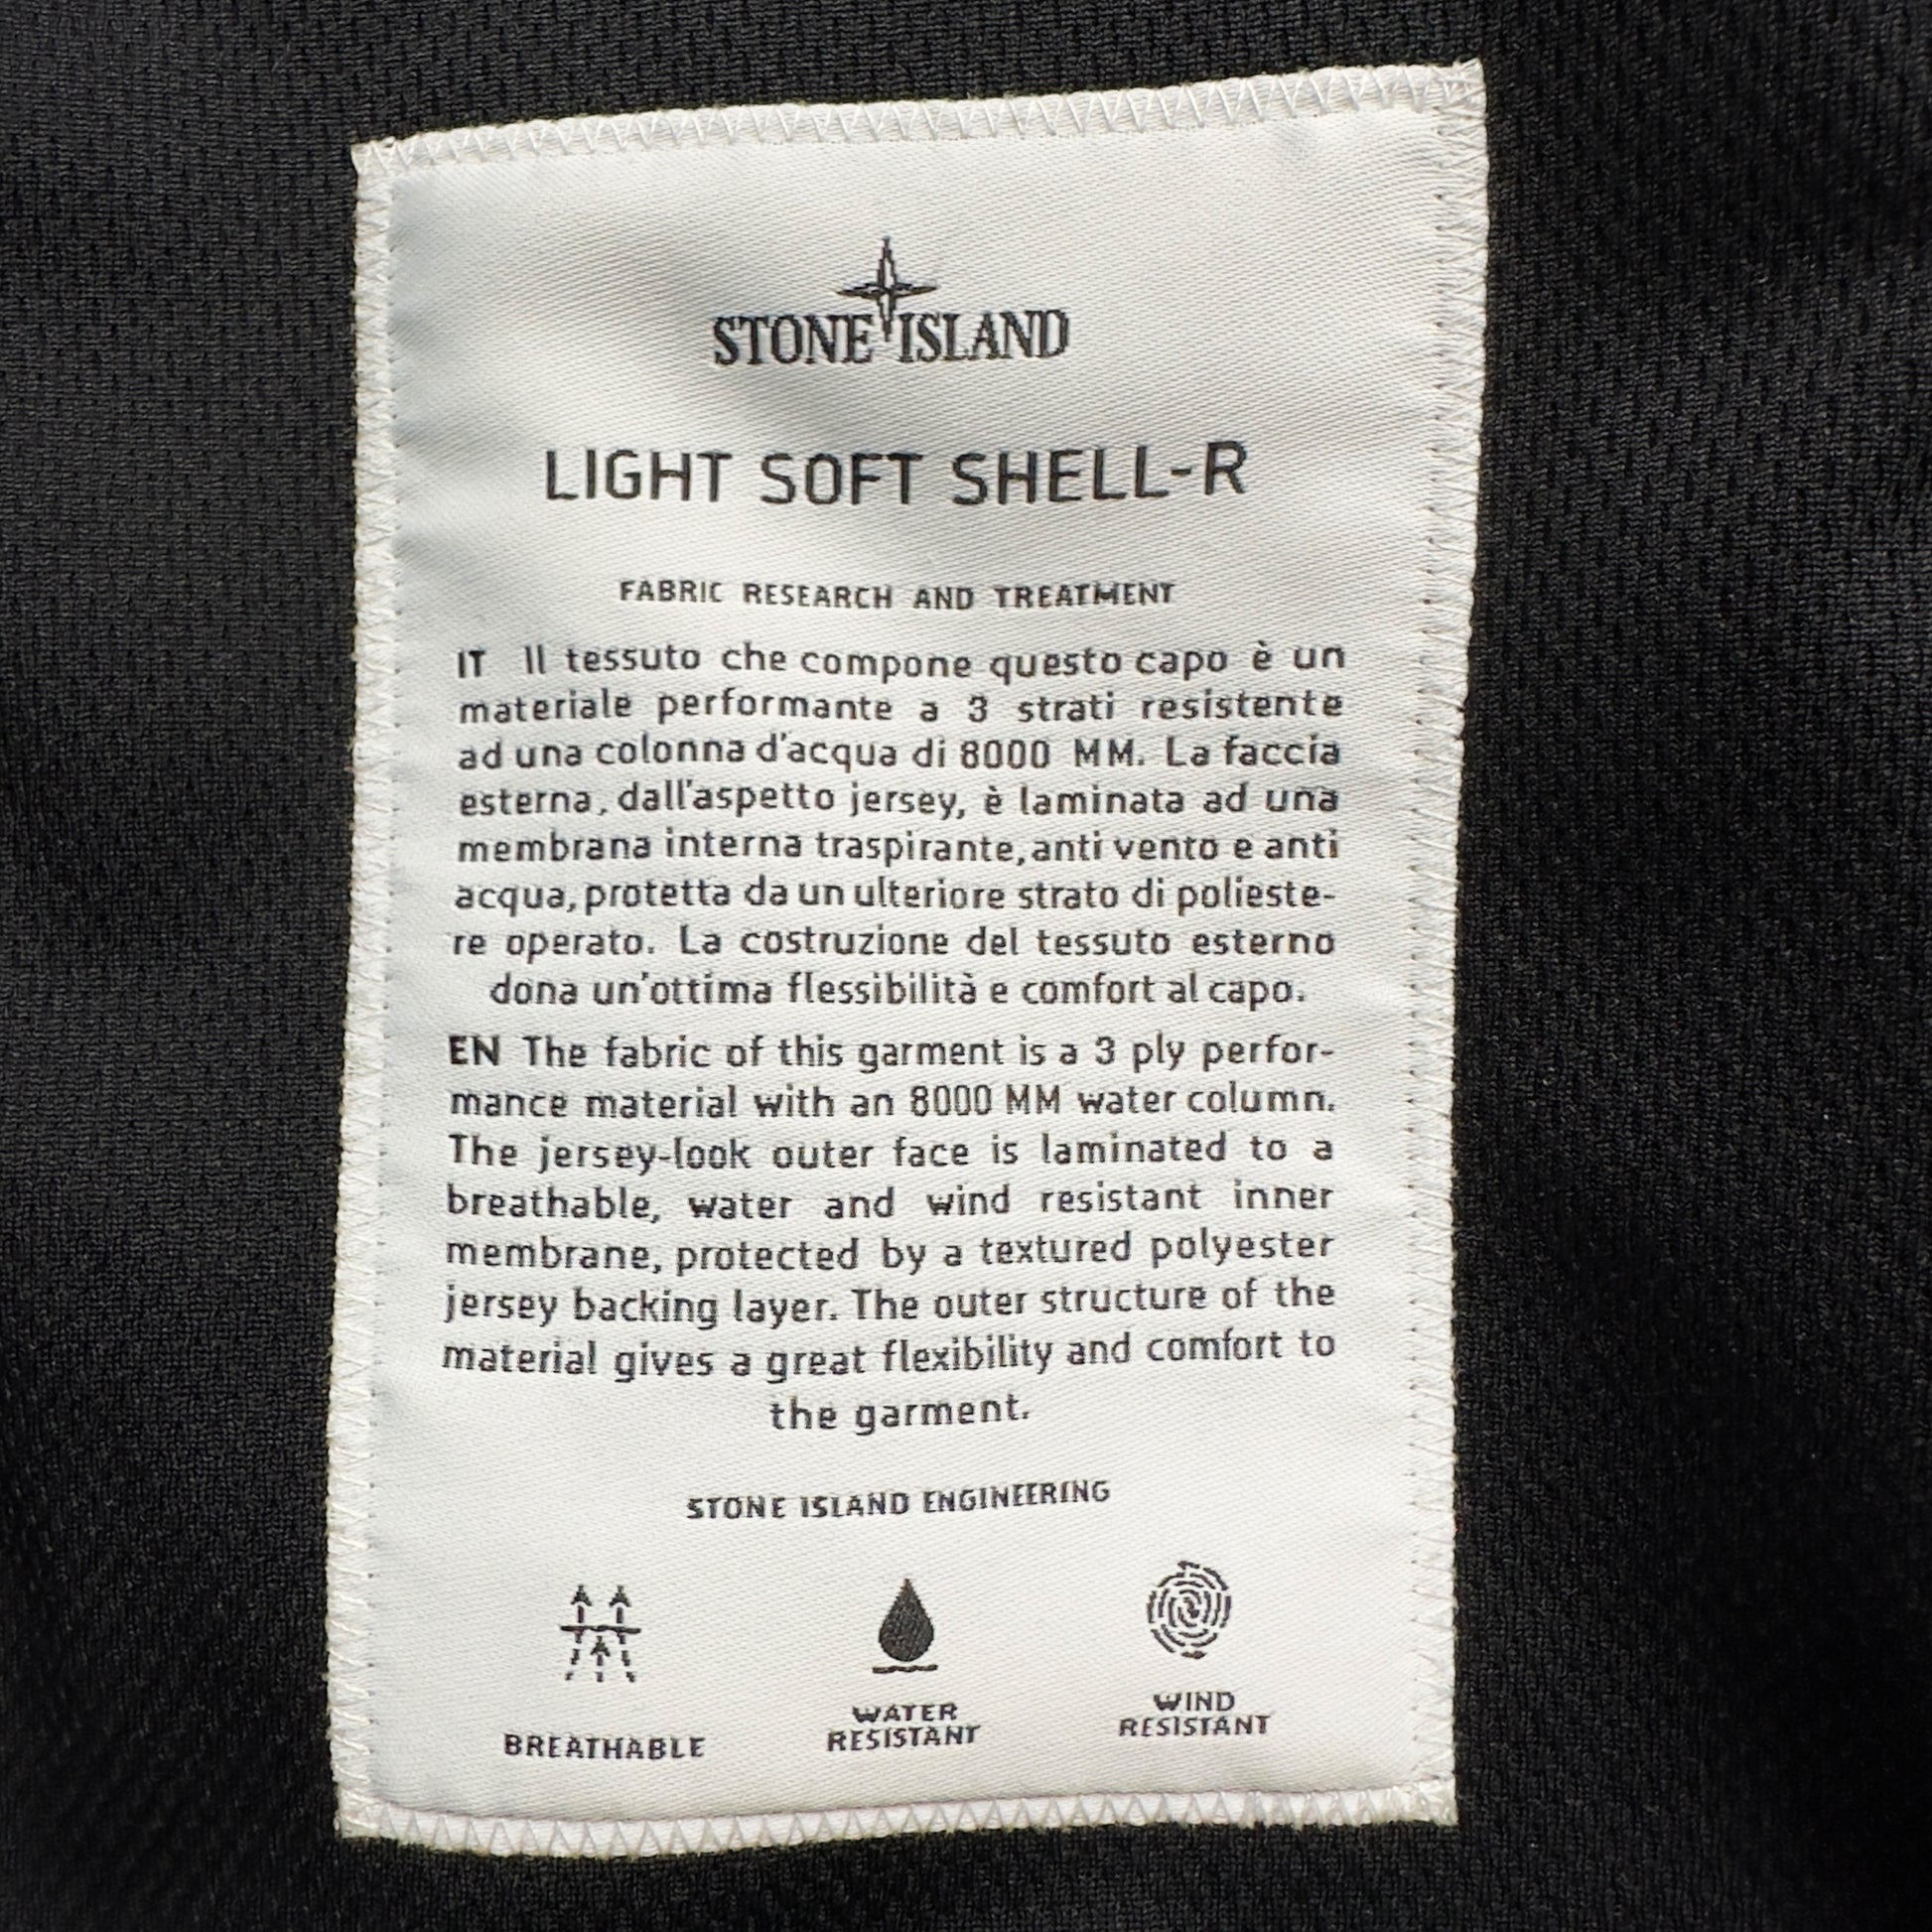 STONE ISLAND
LIGHT SOFT SHELL-R
FABRIC RESEARCH AND TREATMENT
IT Il tessuto che compone questo capo è un
materiale performante a 3 strati resistente
ad una colonna d'acqua di 8000 MM. La faccia
esterna, dall'aspetto jersey, è laminata ad una
membrana interna traspirante, anti vento e anti
acqua, protetta da un ulteriore strato di polieste-
re operato. La costruzione del tessuto esterno
dona un'ottima flessibilità e comfort al capo.
EN The fabric of this garment is a 3 ply perfor-
mance material with an 8000 MM water column.
The jersey-look outer face is laminated to a
breathable, water and wind resistant inner
membrane, protected by a textured polyester
jersey backing layer. The outer structure of the
material gives a great flexibility and comfort to
the garment.
STONE ISLAND ENGINEERING
BREATHABLE
WATER
RESISTANT
WIND
RESISTANT